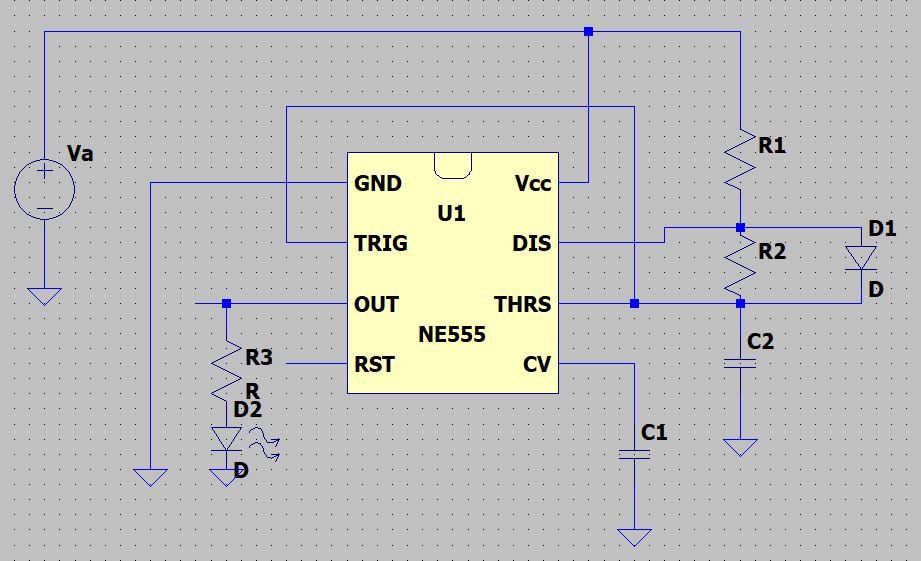 Va
R1
GND
Vcc
U1
D1
TRIG
DIS
R2
D
OUT
THRS
NE555
C2
R3
RST
CV
R
D2
C1
D